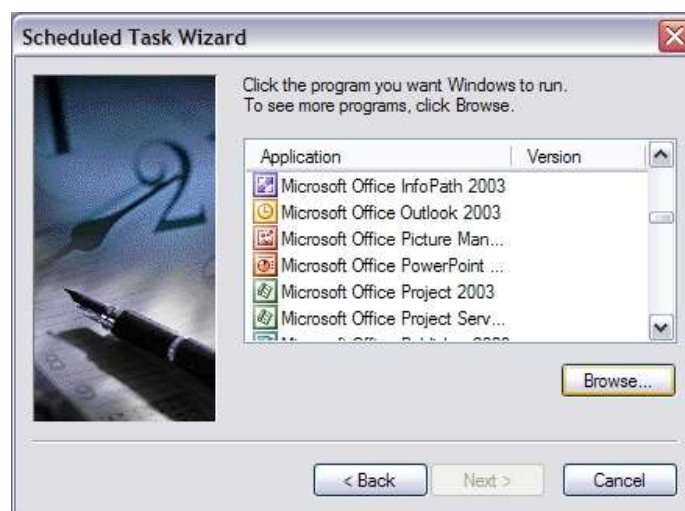 Scheduled Task Wizard
Click the program you want Windows to run.
To see more programs, click Browse.
Application Version
Microsoft Office InfoPath 2003
Microsoft Office Outlook 2003
Microsoft Office Picture Man...
Microsoft Office PowerPoint ...
Microsoft Office Project 2003
Microsoft Office Project Serv...
Browse...
< Back Next > Cancel